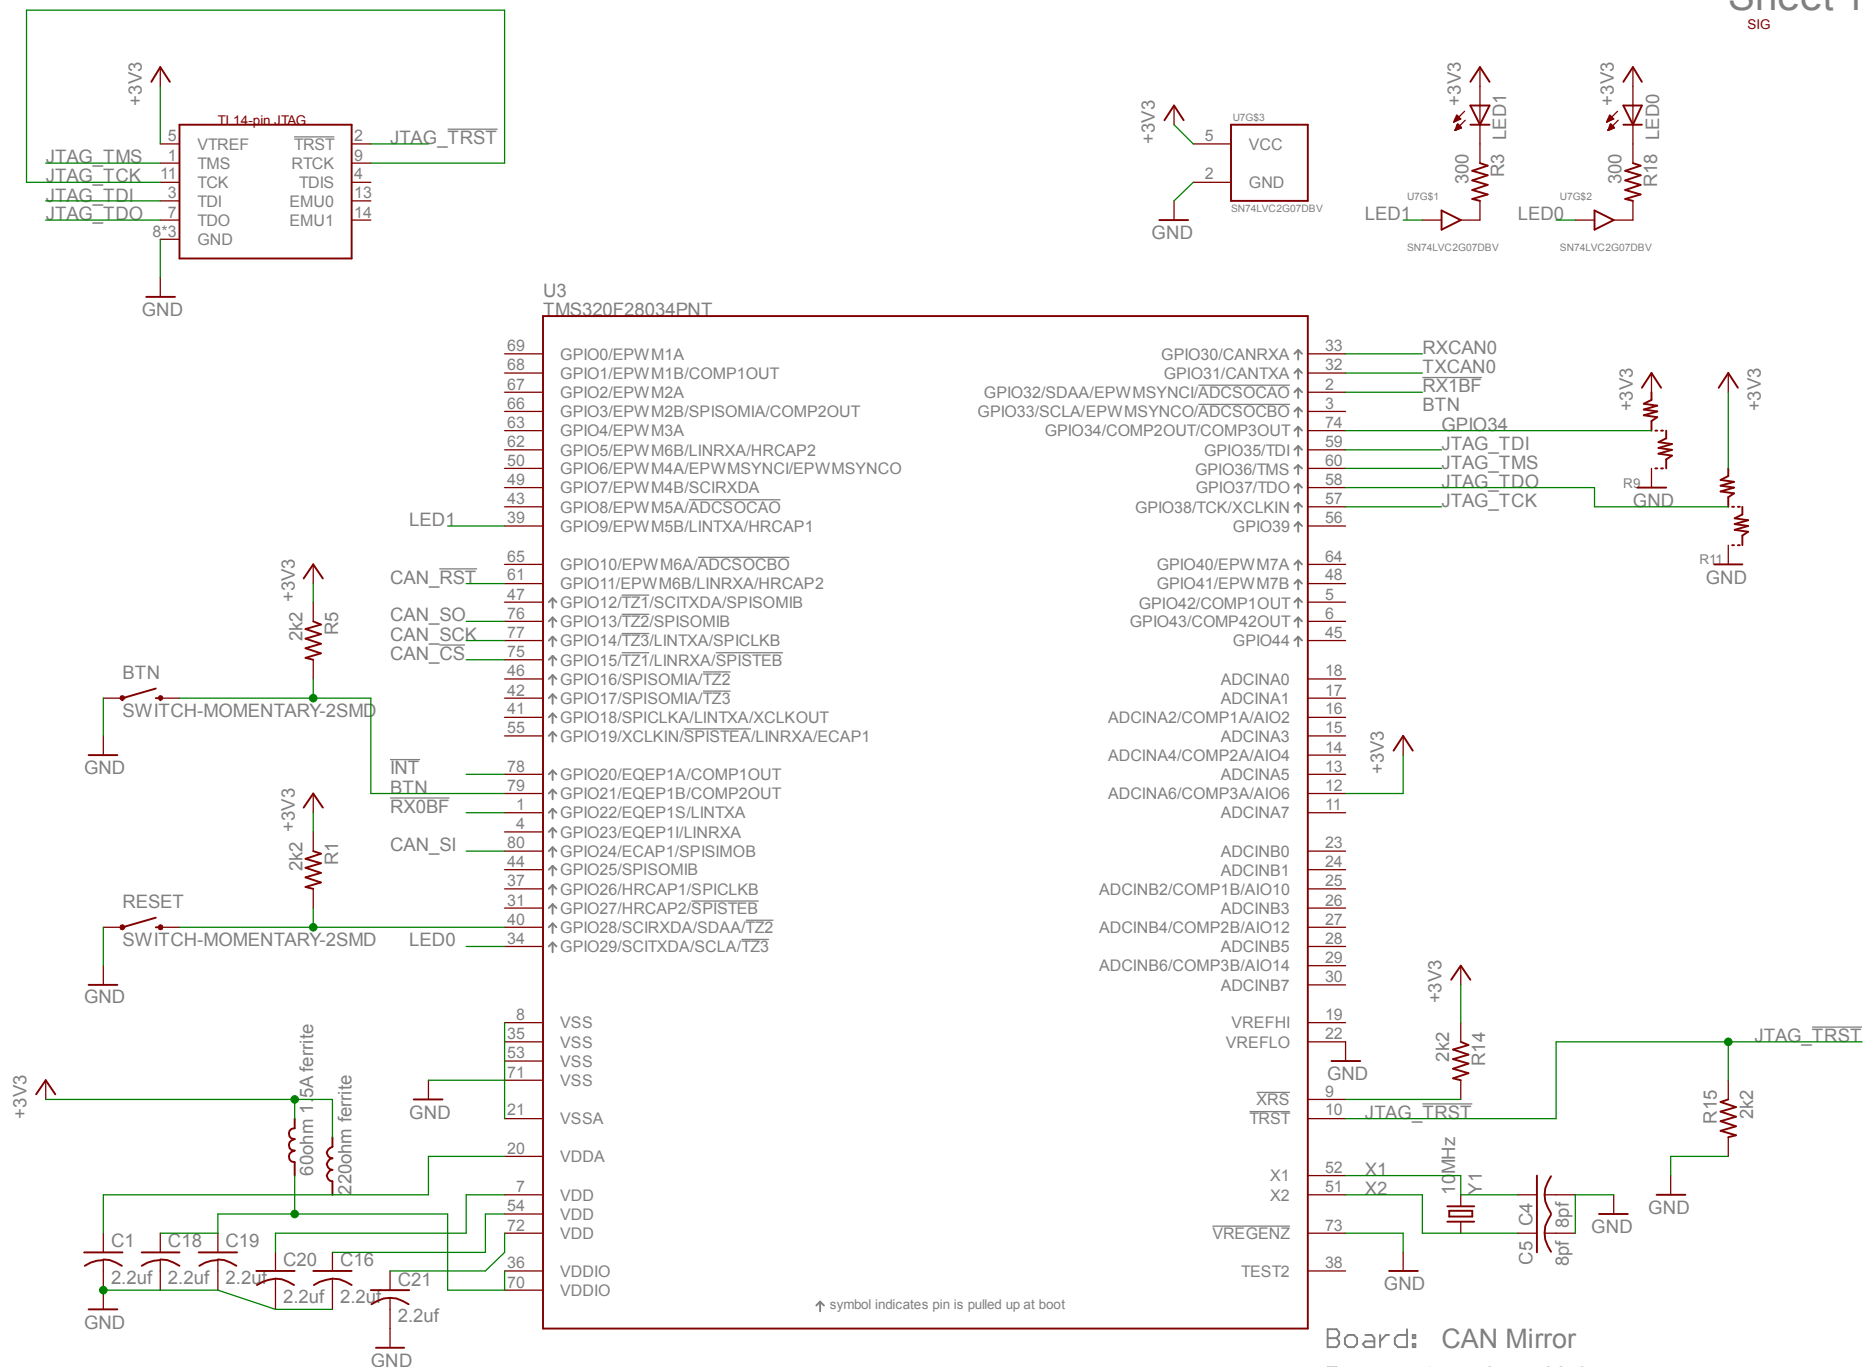 Sheet 1
SIG
+3V3
TI 14-pin JTAG
5 VTREF TRST 2 JTAG_TRST
JTAG_TMS 1 TMS RTCK 9
JTAG_TCK 11 TCK TDIS 4
JTAG_TDI 3 TDI EMU0 13
JTAG_TDO 7 TDO EMU1 14
8*3 GND
GND
+3V3
U7G$3
5 VCC
2 GND
SN74LVC2G07DBV
GND
+3V3
LED1
300
R3
U7G$1
LED1
SN74LVC2G07DBV
+3V3
LED0
300
R18
U7G$2
LED0
SN74LVC2G07DBV
U3
TMS320F28034PNT
69 GPIO0/EPWM1A
68 GPIO1/EPWM1B/COMP1OUT
67 GPIO2/EPWM2A
66 GPIO3/EPWM2B/SPISOMIA/COMP2OUT
63 GPIO4/EPWM3A
62 GPIO5/EPWM6B/LINRXA/HRCAP2
50 GPIO6/EPWM4A/EPWMSYNCI/EPWMSYNCO
49 GPIO7/EPWM4B/SCIRXDA
43 GPIO8/EPWM5A/ADCSOCAO
LED1 39 GPIO9/EPWM5B/LINTXA/HRCAP1
65 GPIO10/EPWM6A/ADCSOCBO
CAN_RST 61 GPIO11/EPWM6B/LINRXA/HRCAP2
47 ↑GPIO12/TZ1/SCITXDA/SPISOMIB
CAN_SO 76 ↑GPIO13/TZ2/SPISOMIB
CAN_SCK 77 ↑GPIO14/TZ3/LINTXA/SPICLKB
CAN_CS 75 ↑GPIO15/TZ1/LINRXA/SPISTEB
46 ↑GPIO16/SPISOMIA/TZ2
42 ↑GPIO17/SPISOMIA/TZ3
41 ↑GPIO18/SPICLKA/LINTXA/XCLKOUT
55 ↑GPIO19/XCLKIN/SPISTEA/LINRXA/ECAP1
INT 78 ↑GPIO20/EQEP1A/COMP1OUT
BTN 79 ↑GPIO21/EQEP1B/COMP2OUT
RX0BF 1 ↑GPIO22/EQEP1S/LINTXA
4 ↑GPIO23/EQEP1I/LINRXA
CAN_SI 80 ↑GPIO24/ECAP1/SPISIMOB
44 ↑GPIO25/SPISOMIB
37 ↑GPIO26/HRCAP1/SPICLKB
31 ↑GPIO27/HRCAP2/SPISTEB
40 ↑GPIO28/SCIRXDA/SDAA/TZ2
LED0 34 ↑GPIO29/SCITXDA/SCLA/TZ3
8 VSS
35 VSS
53 VSS
71 VSS
GND
21 VSSA
20 VDDA
7 VDD
54 VDD
72 VDD
36 VDDIO
70 VDDIO
GPIO30/CANRXA↑ 33 RXCAN0
GPIO31/CANTXA↑ 32 TXCAN0
GPIO32/SDAA/EPWMSYNCI/ADCSOCAO↑ 2 RX1BF
GPIO33/SCLA/EPWMSYNCO/ADCSOCBO↑ 3 BTN
GPIO34/COMP2OUT/COMP3OUT↑ 74 GPIO34
GPIO35/TDI↑ 59 JTAG_TDI
GPIO36/TMS↑ 60 JTAG_TMS
GPIO37/TDO↑ 58 JTAG_TDO
GPIO38/TCK/XCLKIN↑ 57 JTAG_TCK
GPIO39↑ 56
GPIO40/EPWM7A↑ 64
GPIO41/EPWM7B↑ 48
GPIO42/COMP1OUT↑ 5
GPIO43/COMP42OUT↑ 6
GPIO44↑ 45
ADCINA0 18
ADCINA1 17
ADCINA2/COMP1A/AIO2 16
ADCINA3 15
ADCINA4/COMP2A/AIO4 14
ADCINA5 13
ADCINA6/COMP3A/AIO6 12
ADCINA7 11
+3V3
ADCINB0 23
ADCINB1 24
ADCINB2/COMP1B/AIO10 25
ADCINB3 26
ADCINB4/COMP2B/AIO12 27
ADCINB5 28
ADCINB6/COMP3B/AIO14 29
ADCINB7 30
VREFHI 19
VREFLO 22
GND
XRS 9
TRST 10 JTAG_TRST
X1 52 X1
X2 51 X2
VREGENZ 73
GND
TEST2 38
↑ symbol indicates pin is pulled up at boot
+3V3
R9
GND
+3V3
R11
GND
+3V3
2k2
R5
BTN
SWITCH-MOMENTARY-2SMD
GND
+3V3
2k2
R1
RESET
SWITCH-MOMENTARY-2SMD
GND
+3V3
60ohm 1.5A ferrite
220ohm ferrite
C1
2.2uf
C18
2.2uf
C19
2.2uf
C20
2.2uf
C16
2.2uf
C21
2.2uf
GND
GND
+3V3
2k2
R14
JTAG_TRST
R15
2k2
GND
10MHz
Y1
C4
8pf
C5
8pf
GND
Board: CAN Mirror